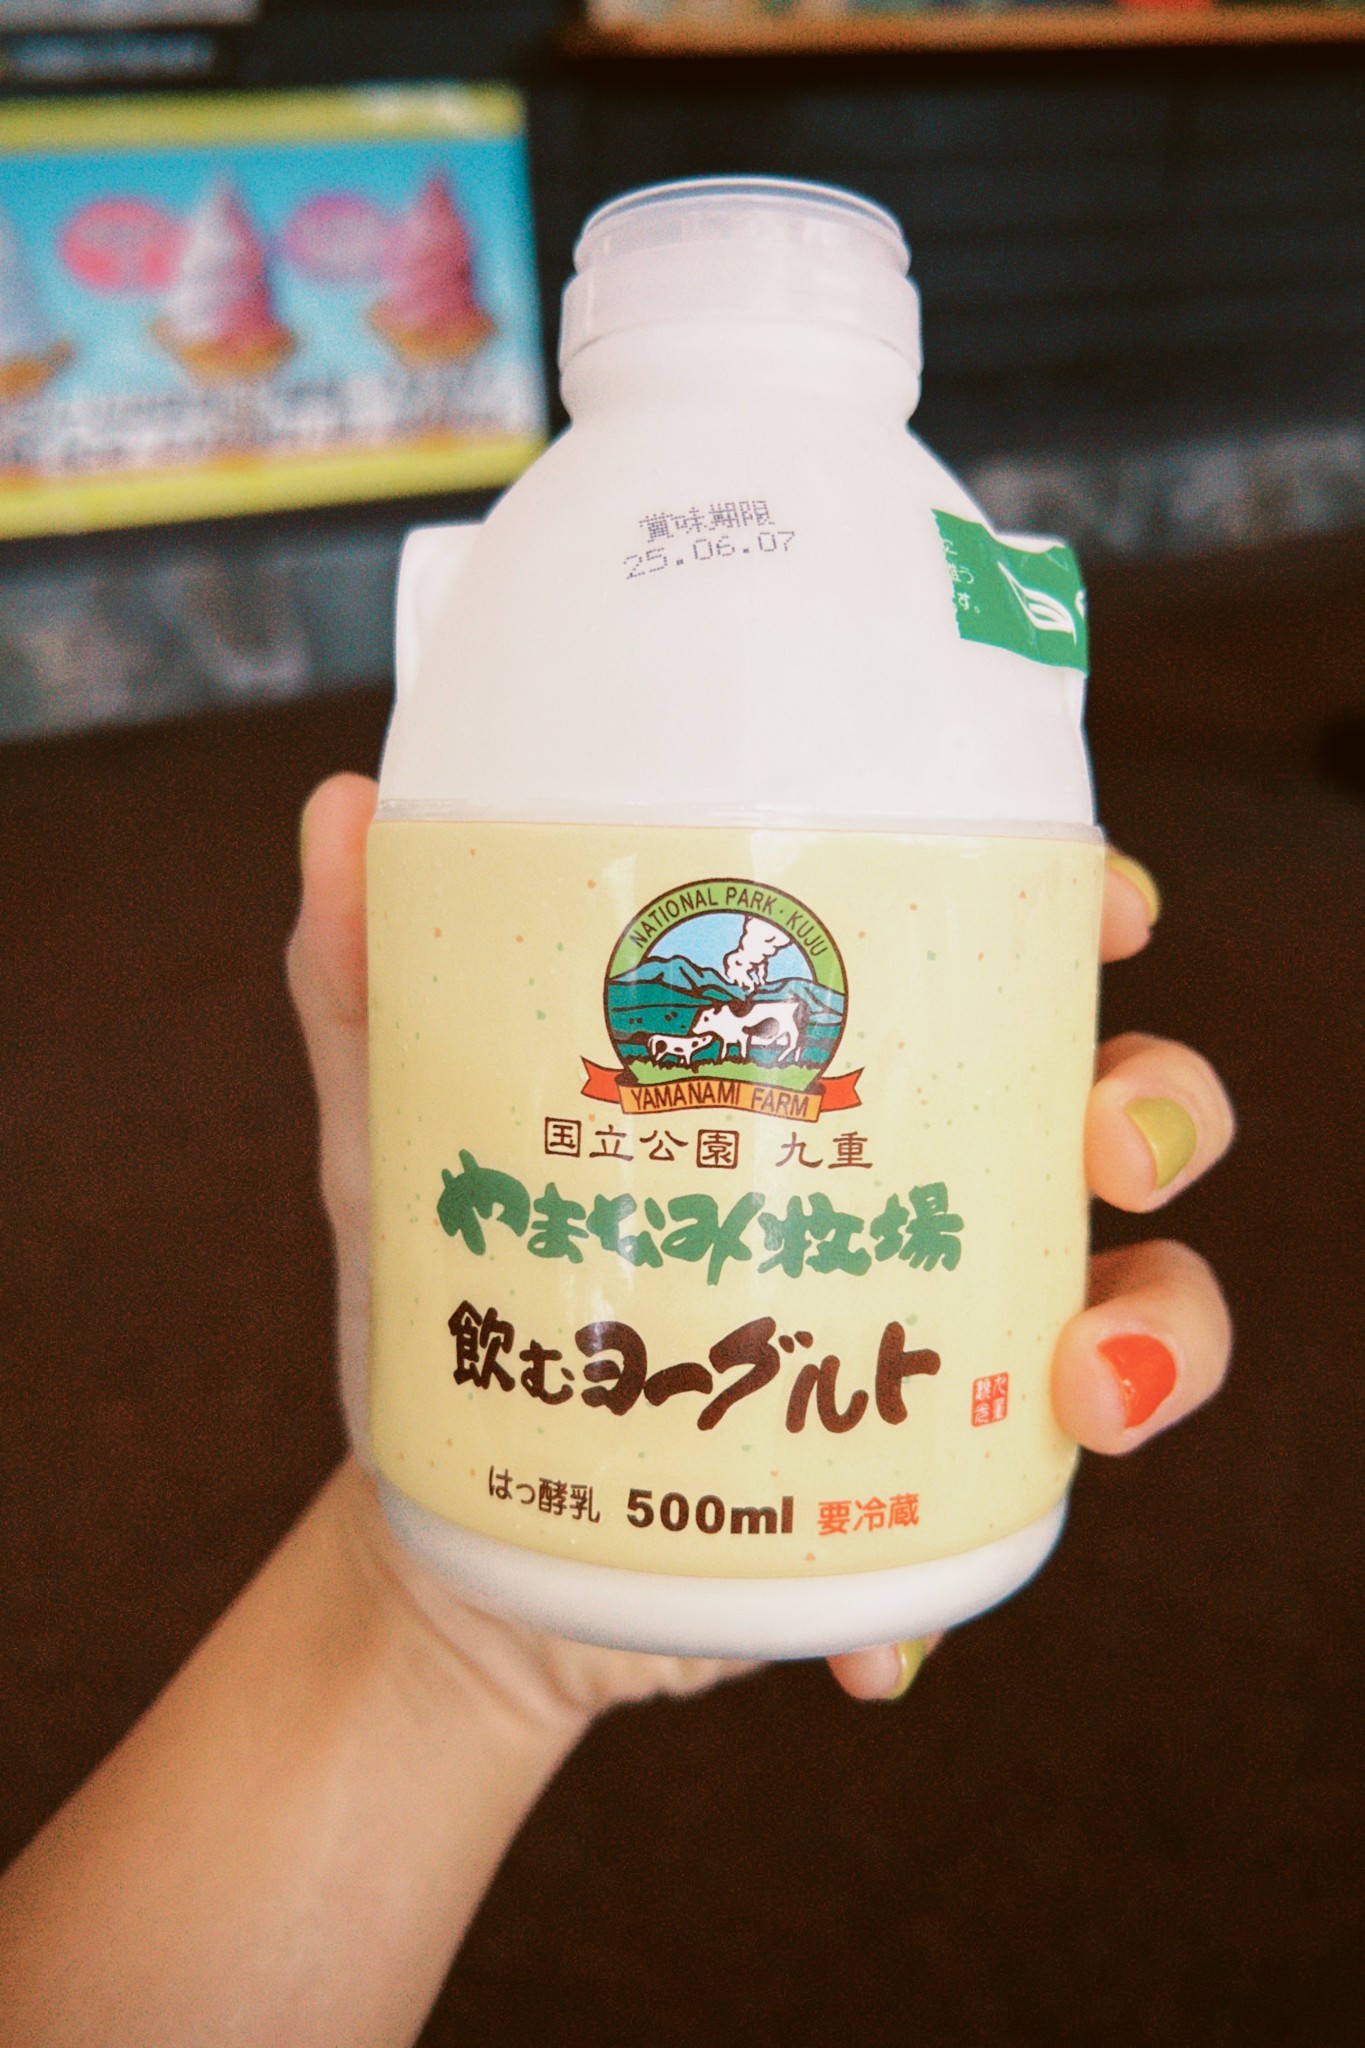 賞味期限
25.06.07
す。
NATIONAL PARK · KUJU
YAMANAMI FARM
国立公園 九重
やまなみ牧場
飲むヨーグルト
はっ酵乳 500ml 要冷蔵